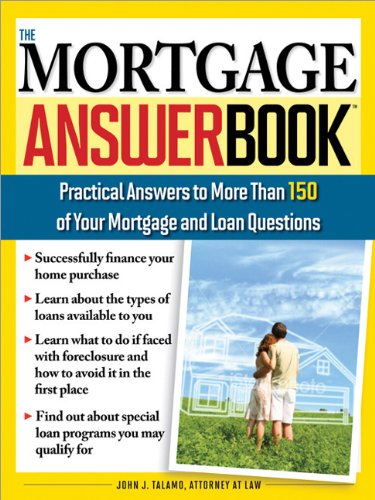 THE
MORTGAGE
ANSWERBOOK™
Practical Answers to More Than 150
of Your Mortgage and Loan Questions
Successfully finance your
home purchase
Learn about the types of
loans available to you
Learn what to do if faced
with foreclosure and
how to avoid it in the
first place
Find out about special
loan programs you may
qualify for
JOHN J. TALAMO, ATTORNEY AT LAW